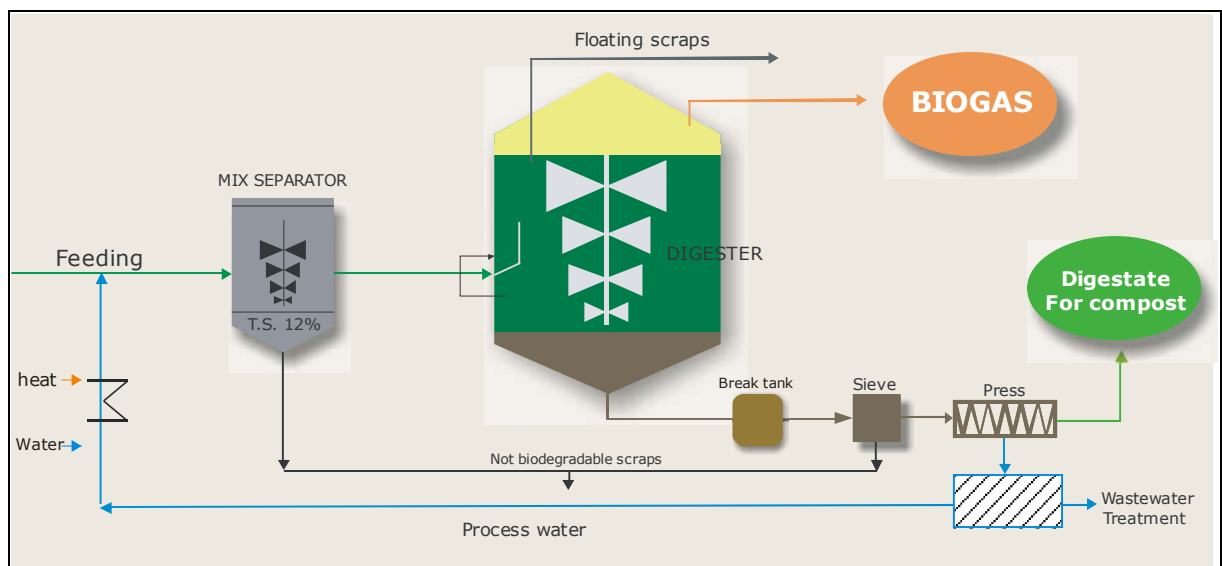 Floating scraps
BIOGAS
MIX SEPARATOR
Feeding
DIGESTER
Digestate
For compost
T.S. 12%
heat
Break tank
Sieve
Press
Water
Not biodegradable scraps
Wastewater
Treatment
Process water